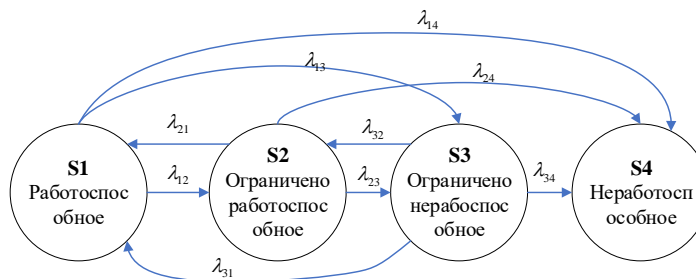 λ14
λ13
λ24
λ21
λ32
S1
Работоспос
обное
λ12
S2
Ограничено
работоспос
обное
λ23
S3
Ограничено
нерабоспос
обное
λ34
S4
Неработосп
особное
λ31